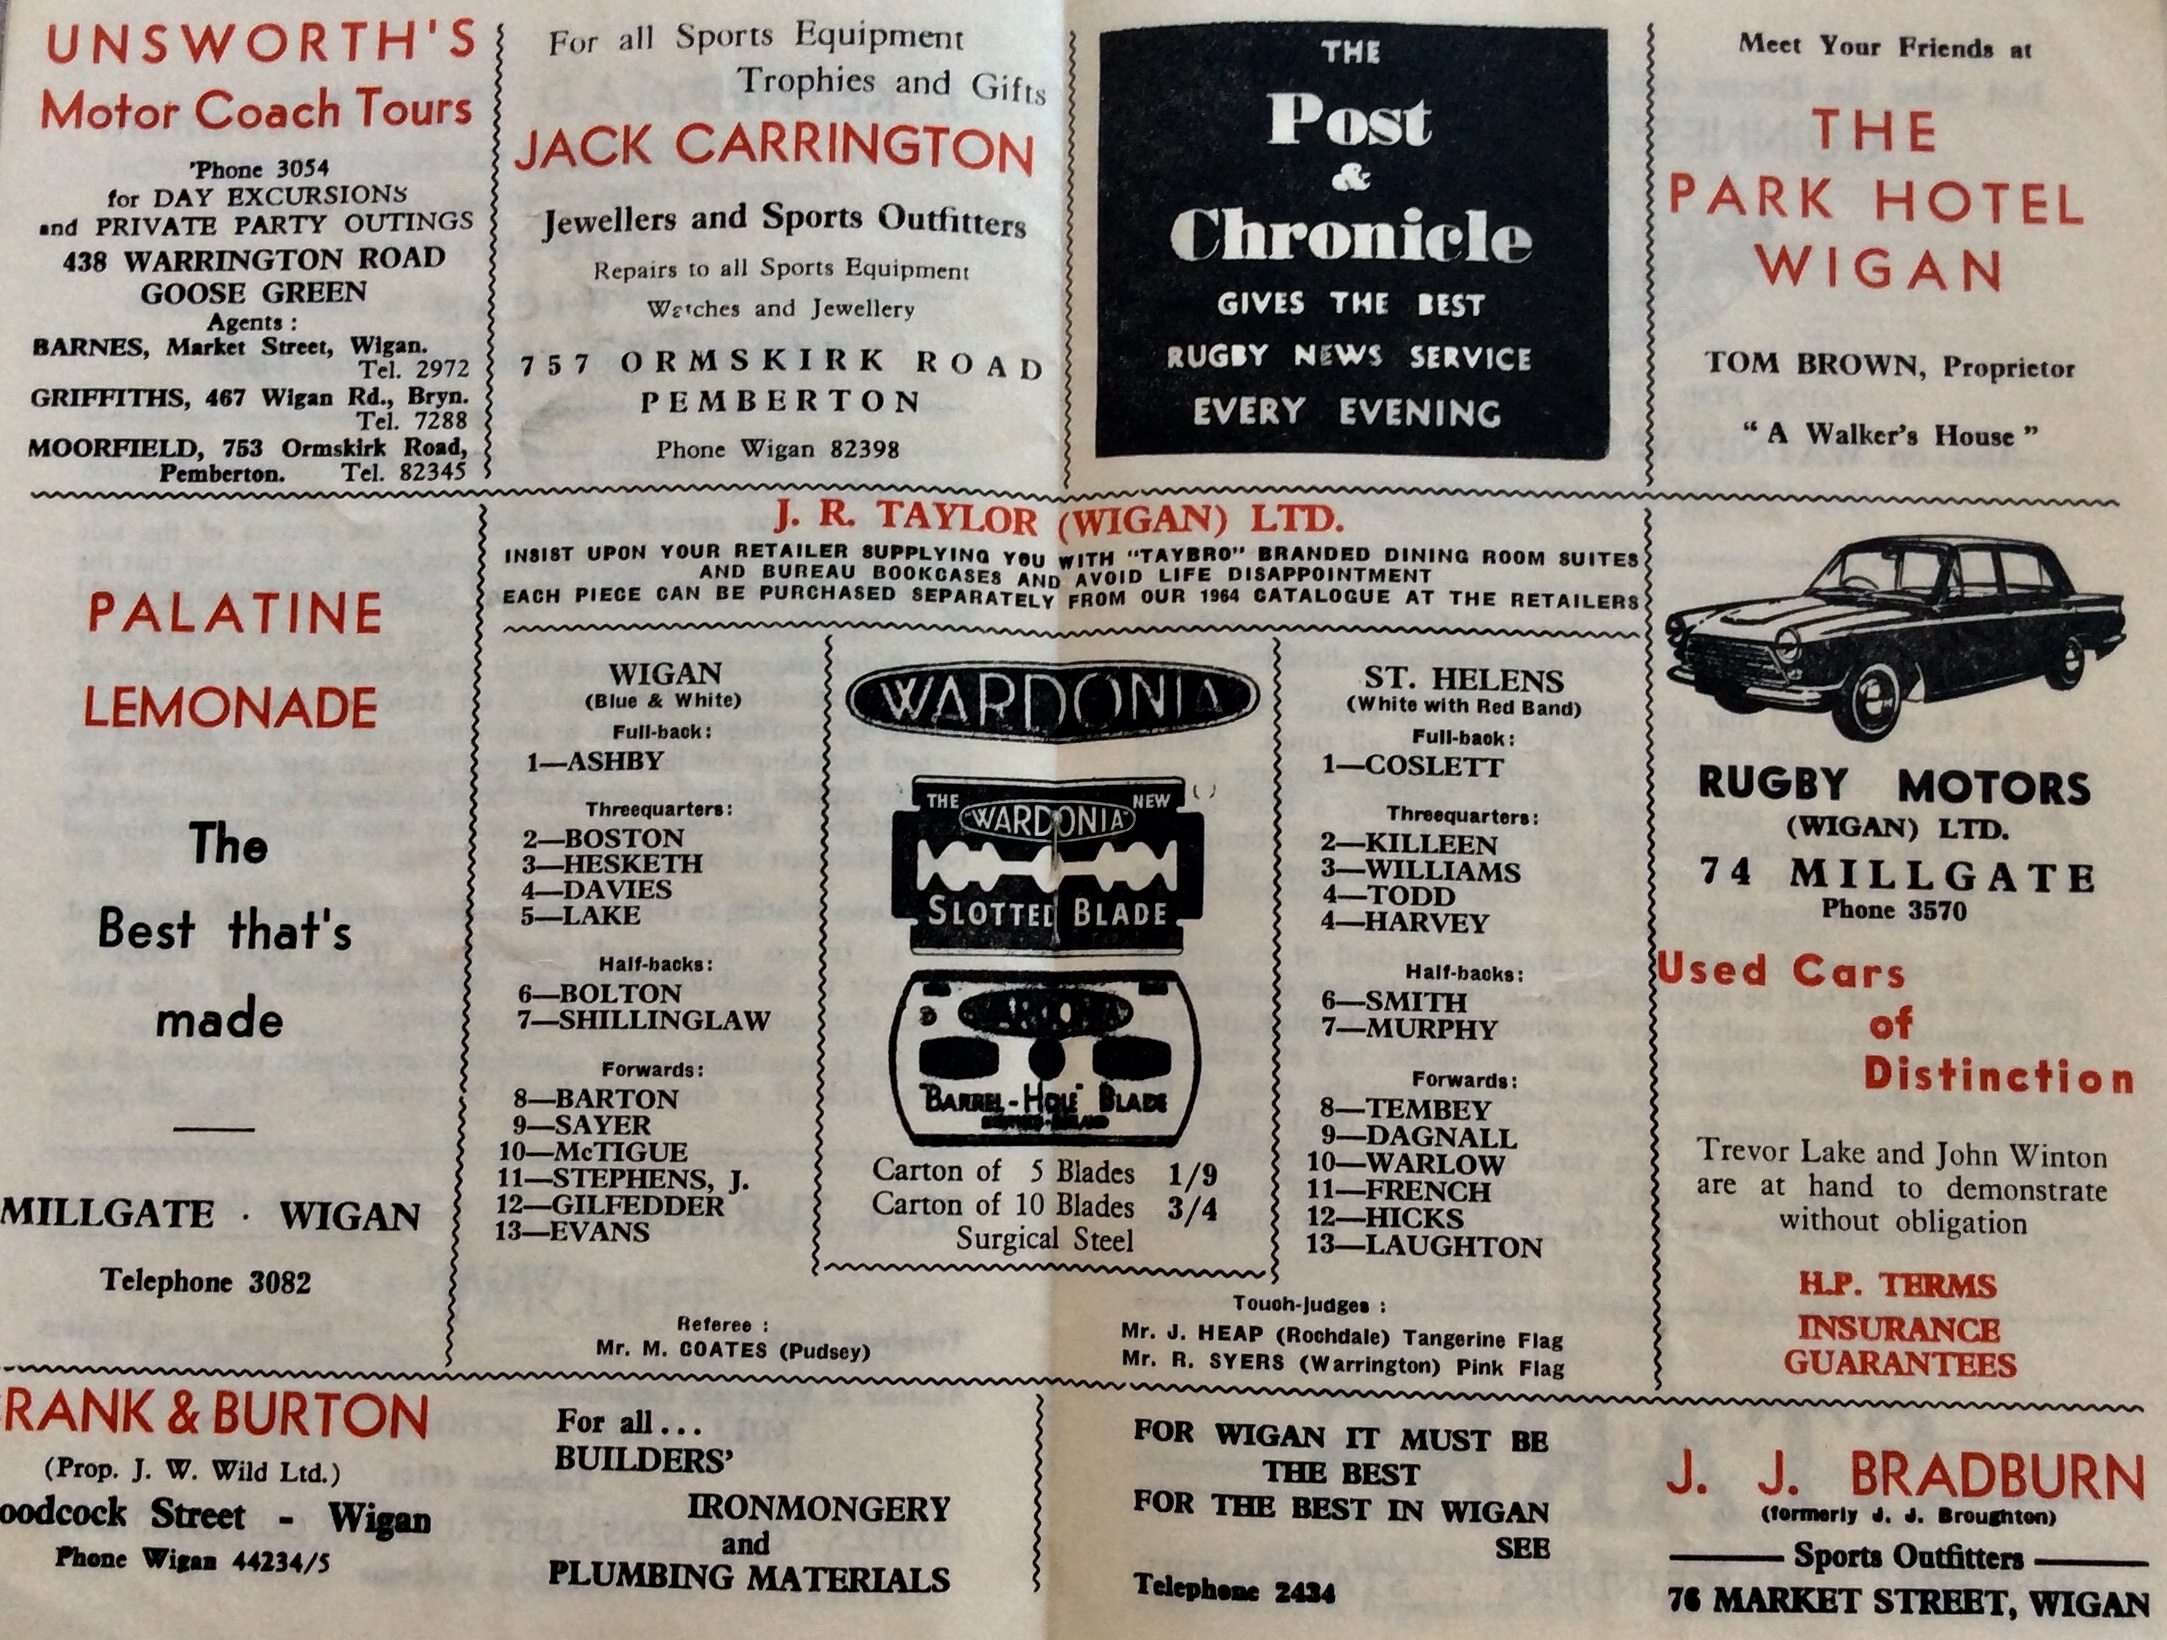 UNSWORTH'S
Motor Coach Tours
'Phone 3054
for DAY EXCURSIONS
and PRIVATE PARTY OUTINGS
438 WARRINGTON ROAD
GOOSE GREEN
Agents :
BARNES, Market Street, Wigan.
Tel. 2972
GRIFFITHS, 467 Wigan Rd., Bryn.
Tel. 7288
MOORFIELD, 753 Ormskirk Road,
Pemberton. Tel. 82345
For all Sports Equipment
Trophies and Gifts
JACK CARRINGTON
Jewellers and Sports Outfitters
Repairs to all Sports Equipment
Watches and Jewellery
757 ORMSKIRK ROAD
PEMBERTON
Phone Wigan 82398
THE
Post
&
Chronicle
GIVES THE BEST
RUGBY NEWS SERVICE
EVERY EVENING
Meet Your Friends at
THE
PARK HOTEL
WIGAN
TOM BROWN, Proprietor
"A Walker's House"
PALATINE
LEMONADE
The
Best that's
made
MILLGATE · WIGAN
Telephone 3082
J. R. TAYLOR (WIGAN) LTD.
INSIST UPON YOUR RETAILER SUPPLYING YOU WITH "TAYBRO" BRANDED DINING ROOM SUITES
AND BUREAU BOOKCASES AND AVOID LIFE DISAPPOINTMENT
EACH PIECE CAN BE PURCHASED SEPARATELY FROM OUR 1964 CATALOGUE AT THE RETAILERS
WIGAN
(Blue & White)
Full-back:
1—ASHBY
Threequarters:
2—BOSTON
3—HESKETH
4—DAVIES
5—LAKE
Half-backs:
6—BOLTON
7—SHILLINGLAW
Forwards:
8—BARTON
9—SAYER
10—McTIGUE
11—STEPHENS, J.
12—GILFEDDER
13—EVANS
WARDONIA
THE NEW
"WARDONIA"
SLOTTED BLADE
WARDONIA
"BARREL-HOLE" BLADE
Carton of 5 Blades 1/9
Carton of 10 Blades 3/4
Surgical Steel
ST. HELENS
(White with Red Band)
Full-back:
1—COSLETT
Threequarters:
2—KILLEEN
3—WILLIAMS
4—TODD
4—HARVEY
Half-backs:
6—SMITH
7—MURPHY
Forwards:
8—TEMBEY
9—DAGNALL
10—WARLOW
11—FRENCH
12—HICKS
13—LAUGHTON
Referee :
Mr. M. COATES (Pudsey)
Touch-judges :
Mr. J. HEAP (Rochdale) Tangerine Flag
Mr. R. SYERS (Warrington) Pink Flag
RUGBY MOTORS
(WIGAN) LTD.
74 MILLGATE
Phone 3570
Used Cars
of
Distinction
Trevor Lake and John Winton
are at hand to demonstrate
without obligation
H.P. TERMS
INSURANCE
GUARANTEES
RANK & BURTON
(Prop. J. W. Wild Ltd.)
oodcock Street - Wigan
Phone Wigan 44234/5
For all...
BUILDERS'
IRONMONGERY
and
PLUMBING MATERIALS
FOR WIGAN IT MUST BE
THE BEST
FOR THE BEST IN WIGAN
SEE
Telephone 2434
J. J. BRADBURN
(formerly J. J. Broughton)
Sports Outfitters
76 MARKET STREET, WIGAN